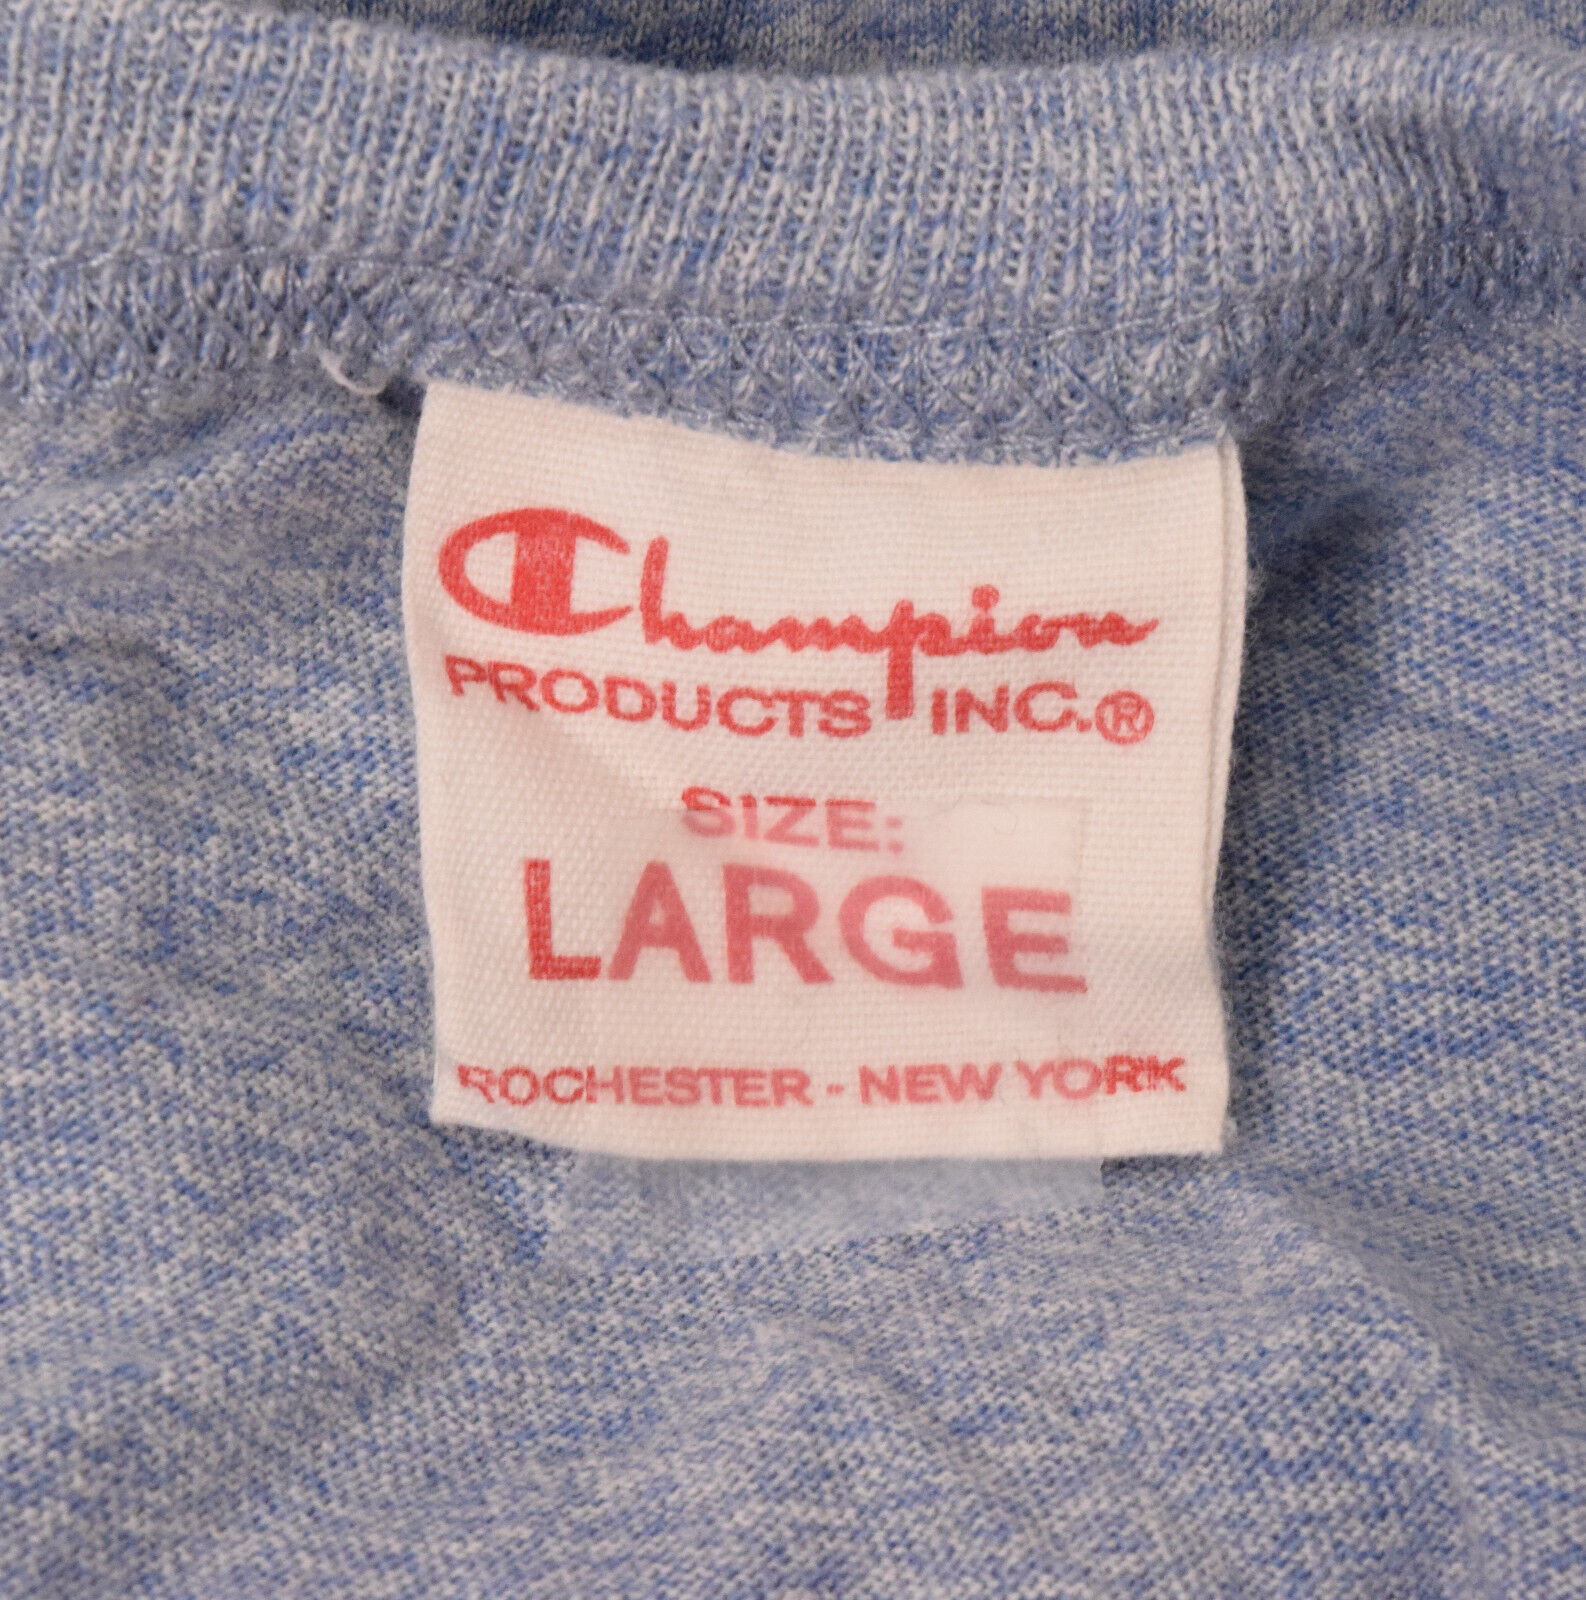 Champion
PRODUCTS INC.®
SIZE:
LARGE
ROCHESTER - NEW YORK